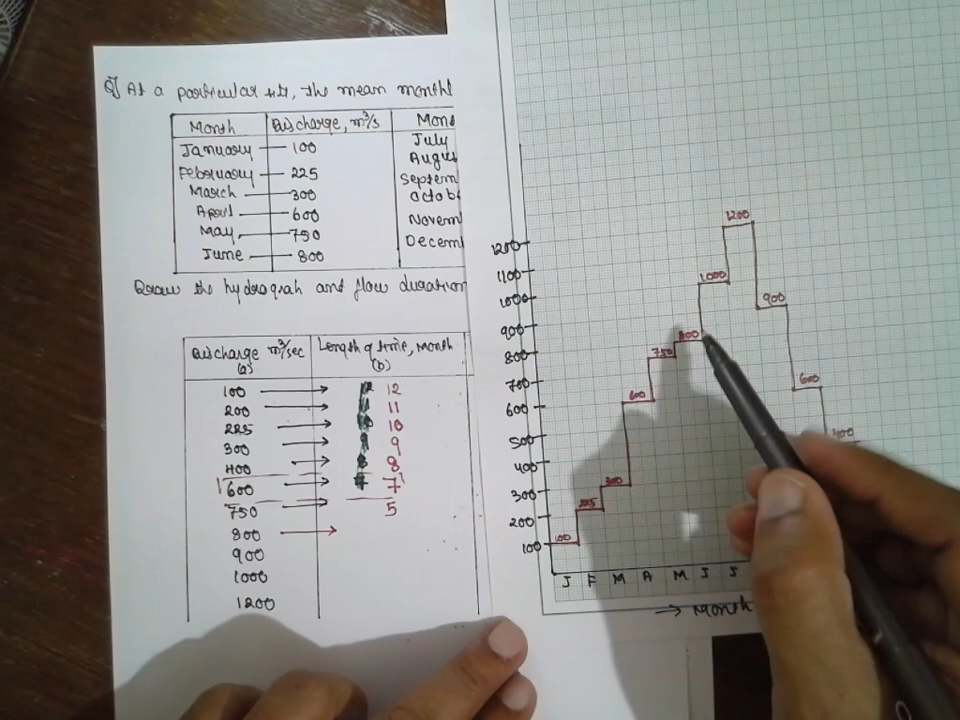 Q] At a particular site, the mean monthl
Month Discharge, m³/s Mon
January 100 July
February 225 Augus
March 300 Septem
April 600 Octob
May 750 Novem
June 800 Decem
Draw the hydrograh and flow duration
Discharge m³/sec Length of time, Month
(a) (b)
100 12
200 11
225 10
300 9
400 8
600 7
750 5
800
900
1000
1200
1200
1100
1000
900
800
700
600
500
400
300
200
100
100 225 300 600 750 800 1000 1200 900 600 400
J F M A M J J
→ Month